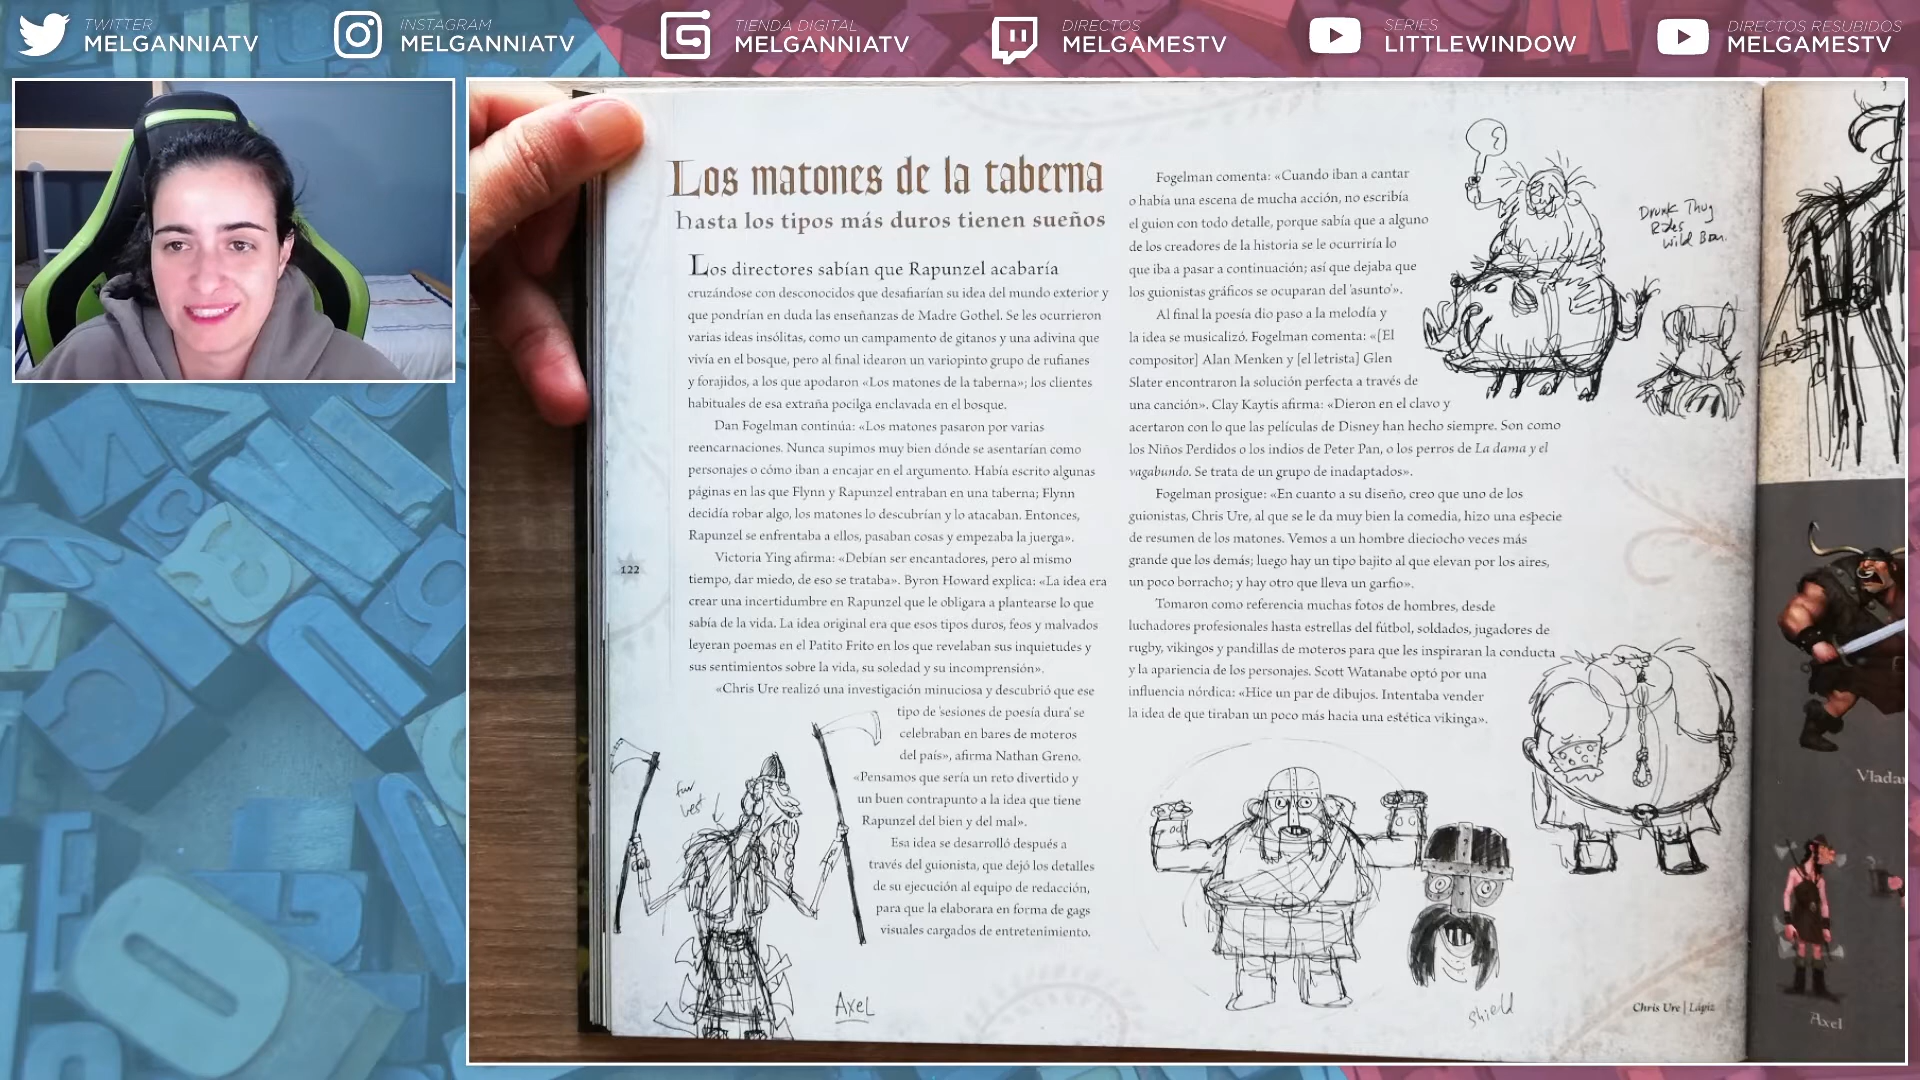 TWITTER
MELGANNIATV
INSTAGRAM
MELGANNIATV
TIENDA DIGITAL
MELGANNIATV
DIRECTOS
MELGAMESTV
SERIES
LITTLEWINDOW
DIRECTOS RESUBIDOS
MELGAMESTV
Los matones de la taberna
hasta los tipos más duros tienen sueños
Los directores sabían que Rapunzel acabaría
cruzándose con desconocidos que desafiarían su idea del mundo exterior y
que pondrían en duda las enseñanzas de Madre Gothel. Se les ocurrieron
varias ideas insólitas, como un campamento de gitanos y una adivina que
vivía en el bosque, pero al final idearon un variopinto grupo de rufianes
y forajidos, a los que apodaron «Los matones de la taberna»; los clientes
habituales de esa extraña pocilga enclavada en el bosque.
Dan Fogelman continúa: «Los matones pasaron por varias
reencarnaciones. Nunca supimos muy bien dónde se asentarían como
personajes o cómo iban a encajar en el argumento. Había escrito algunas
páginas en las que Flynn y Rapunzel entraban en una taberna; Flynn
decidía robar algo, los matones lo descubrían y lo atacaban. Entonces,
Rapunzel se enfrentaba a ellos, pasaban cosas y empezaba la juerga».
Victoria Ying afirma: «Debían ser encantadores, pero al mismo
tiempo, dar miedo, de eso se trataba». Byron Howard explica: «La idea era
crear una incertidumbre en Rapunzel que le obligara a plantearse lo que
sabía de la vida. La idea original era que esos tipos duros, feos y malvados
leyeran poemas en el Patito Frito en los que revelaban sus inquietudes y
sus sentimientos sobre la vida, su soledad y su incomprensión».
«Chris Ure realizó una investigación minuciosa y descubrió que ese
tipo de 'sesiones de poesía dura' se
celebraban en bares de moteros
del país», afirma Nathan Greno.
«Pensamos que sería un reto divertido y
un buen contrapunto a la idea que tiene
Rapunzel del bien y del mal».
Esa idea se desarrolló después a
través del guionista, que dejó los detalles
de su ejecución al equipo de redacción,
para que la elaborara en forma de gags
visuales cargados de entretenimiento.
122
fur
vest
Axel
Fogelman comenta: «Cuando iban a cantar
o había una escena de mucha acción, no escribía
el guion con todo detalle, porque sabía que a alguno
de los creadores de la historia se le ocurriría lo
que iba a pasar a continuación; así que dejaba que
los guionistas gráficos se ocuparan del 'asunto'».
Al final la poesía dio paso a la melodía y
la idea se musicalizó. Fogelman comenta: «[El
compositor] Alan Menken y [el letrista] Glen
Slater encontraron la solución perfecta a través de
una canción». Clay Kaytis afirma: «Dieron en el clavo y
acertaron con lo que las películas de Disney han hecho siempre. Son como
los Niños Perdidos o los indios de Peter Pan, o los perros de La dama y el
vagabundo. Se trata de un grupo de inadaptados».
Fogelman prosigue: «En cuanto a su diseño, creo que uno de los
guionistas, Chris Ure, al que se le da muy bien la comedia, hizo una especie
de resumen de los matones. Vemos a un hombre dieciocho veces más
grande que los demás; luego hay un tipo bajito al que elevan por los aires,
un poco borracho; y hay otro que lleva un garfio».
Tomaron como referencia muchas fotos de hombres, desde
luchadores profesionales hasta estrellas del fútbol, soldados, jugadores de
rugby, vikingos y pandillas de moteros para que les inspiraran la conducta
y la apariencia de los personajes. Scott Watanabe optó por una
influencia nórdica: «Hice un par de dibujos. Intentaba vender
la idea de que tiraban un poco más hacia una estética vikinga».
Drunk Thug
Rides
Wild Boar.
shield
Chris Ure | Lápiz
Axel